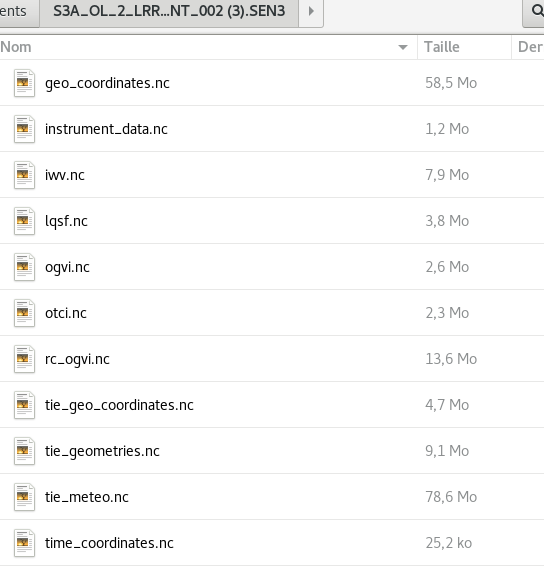 ents S3A_OL_2_LRR...NT_002 (3).SEN3
Nom Taille Der
geo_coordinates.nc 58,5 Mo
instrument_data.nc 1,2 Mo
iwv.nc 7,9 Mo
lqsf.nc 3,8 Mo
ogvi.nc 2,6 Mo
otci.nc 2,3 Mo
rc_ogvi.nc 13,6 Mo
tie_geo_coordinates.nc 4,7 Mo
tie_geometries.nc 9,1 Mo
tie_meteo.nc 78,6 Mo
time_coordinates.nc 25,2 ko